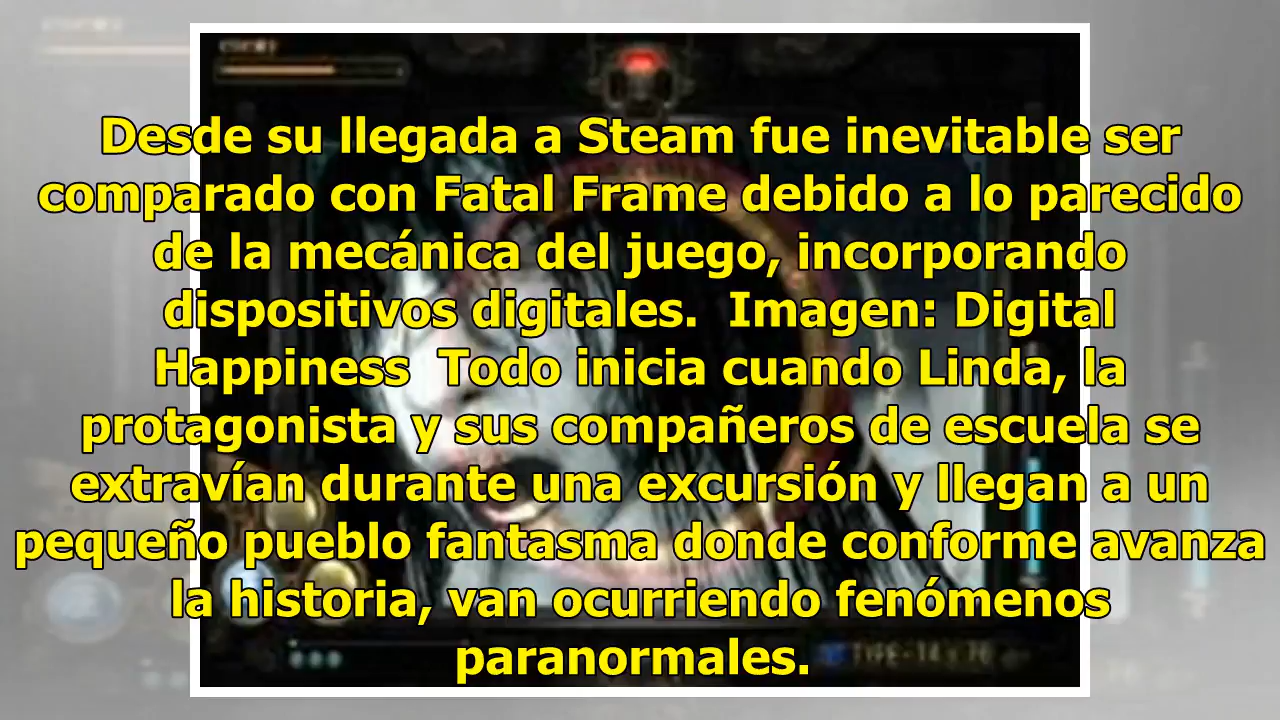 Desde su llegada a Steam fue inevitable ser
comparado con Fatal Frame debido a lo parecido
de la mecánica del juego, incorporando
dispositivos digitales.  Imagen: Digital
Happiness  Todo inicia cuando Linda, la
protagonista y sus compañeros de escuela se
extravían durante una excursión y llegan a un
pequeño pueblo fantasma donde conforme avanza
la historia, van ocurriendo fenómenos
paranormales.